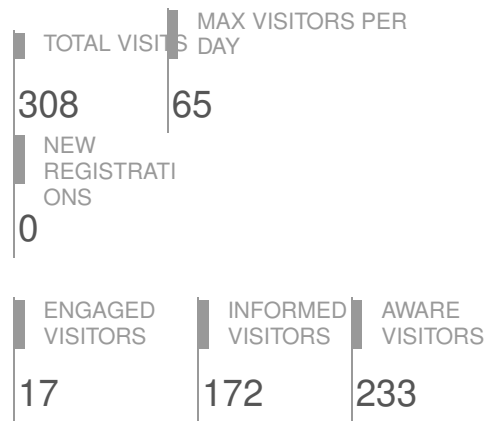 TOTAL VISITS
MAX VISITORS PER
DAY
308
65
NEW
REGISTRATI
ONS
0
ENGAGED
VISITORS
INFORMED
VISITORS
AWARE
VISITORS
17
172
233